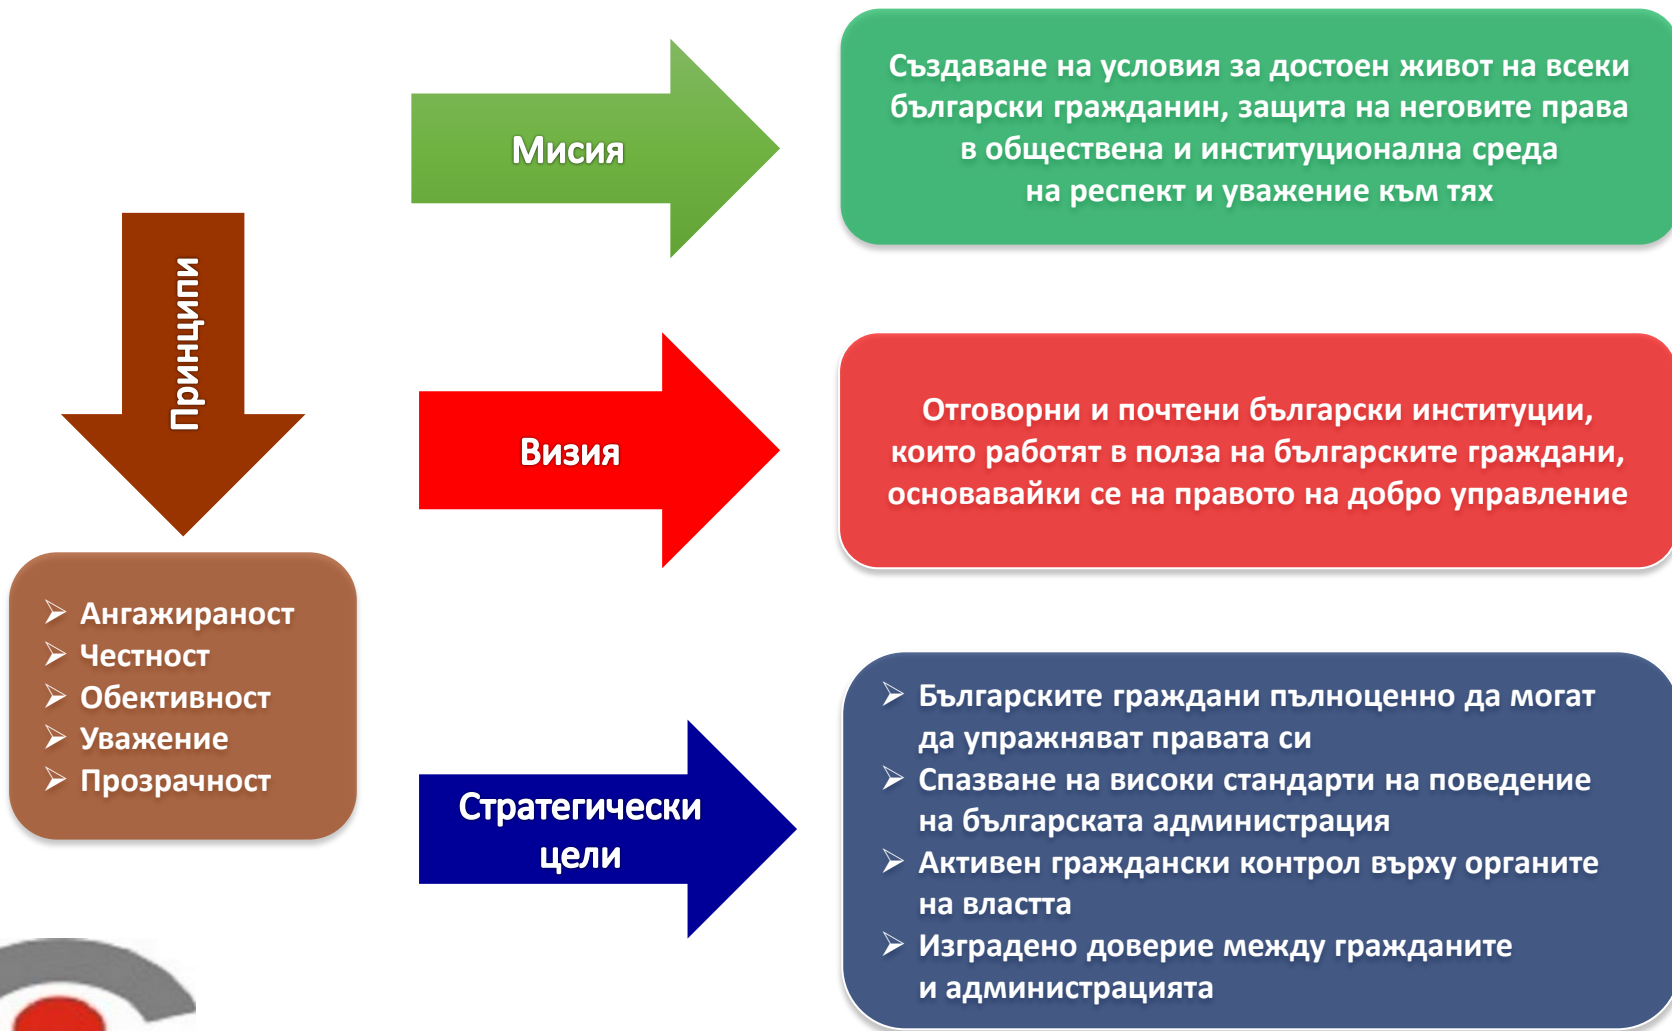 Принципи
➢ Ангажираност
➢ Честност
➢ Обективност
➢ Уважение
➢ Прозрачност
Мисия
Създаване на условия за достоен живот на всеки
български гражданин, защита на неговите права
в обществена и институционална среда
на респект и уважение към тях
Визия
Отговорни и почтени български институции,
които работят в полза на българските граждани,
основавайки се на правото на добро управление
Стратегически
цели
➢ Българските граждани пълноценно да могат
да упражняват правата си
➢ Спазване на високи стандарти на поведение
на българската администрация
➢ Активен граждански контрол върху органите
на властта
➢ Изградено доверие между гражданите
и администрацията